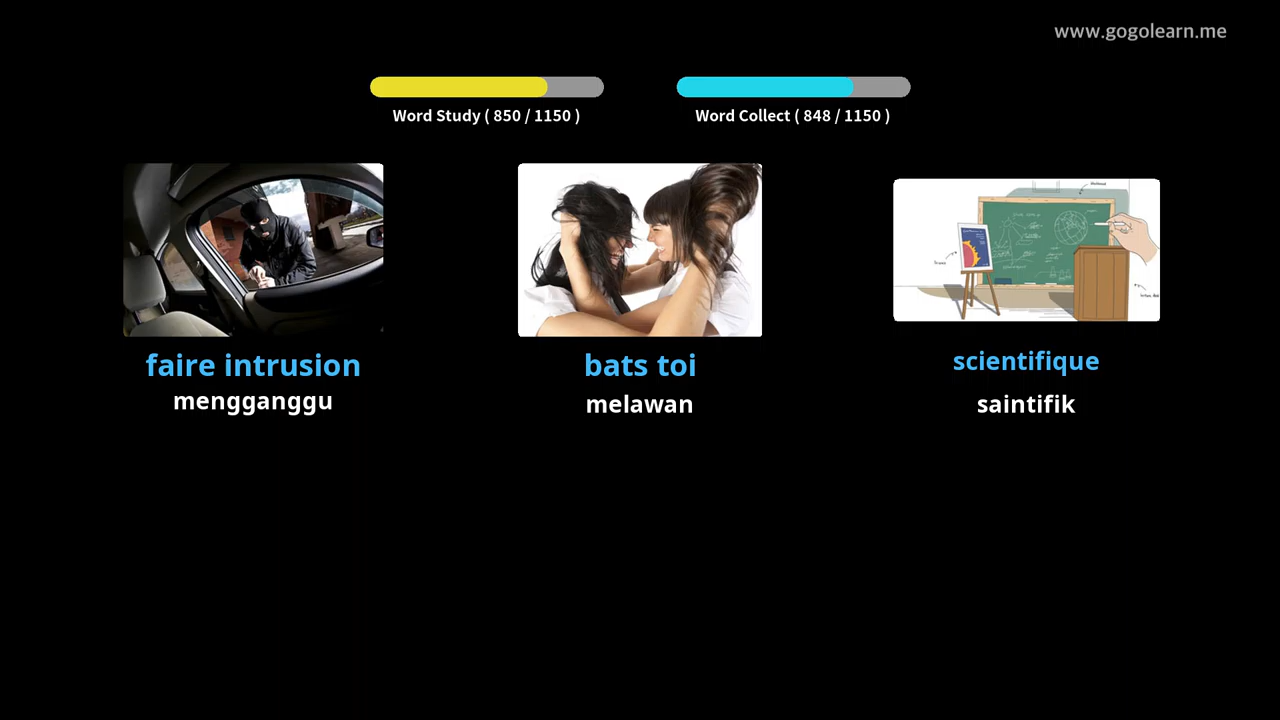 www.gogolearn.me
Word Study ( 850 / 1150 )
Word Collect ( 848 / 1150 )
faire intrusion
mengganggu
bats toi
melawan
scientifique
saintifik